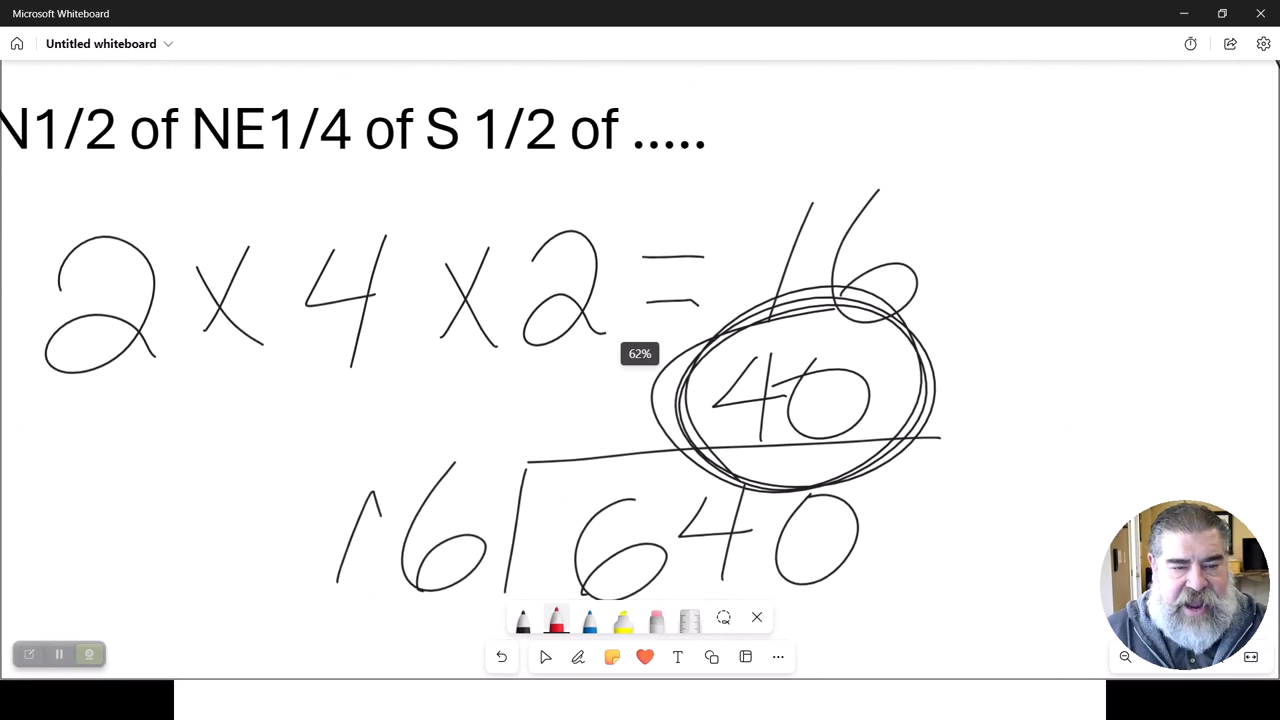 Microsoft Whiteboard
Untitled whiteboard
N1/2 of NE1/4 of S 1/2 of .....
2 x 4 x 2 = 16
62%
40
16 640